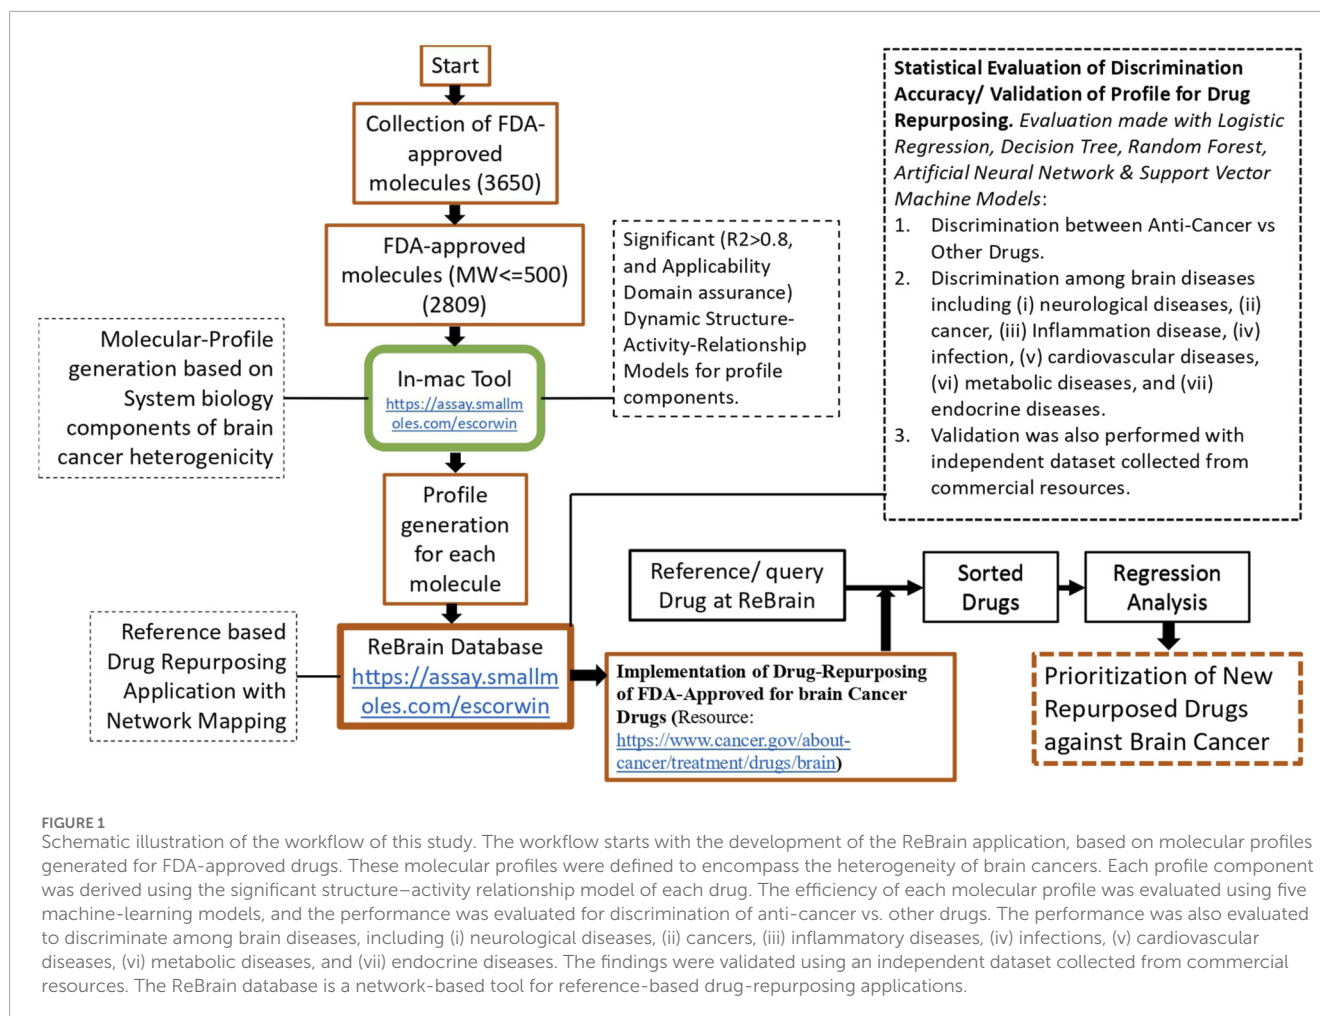 Start
Collection of FDA-
approved
molecules (3650)
FDA-approved
molecules (MW<=500)
(2809)
Significant (R2>0.8,
and Applicability
Domain assurance)
Dynamic Structure-
Activity-Relationship
Models for profile
components.
Molecular-Profile
generation based on
System biology
components of brain
cancer heterogenicity
In-mac Tool
https://assay.smallm
oles.com/escorwin
Statistical Evaluation of Discrimination
Accuracy/ Validation of Profile for Drug
Repurposing. Evaluation made with Logistic
Regression, Decision Tree, Random Forest,
Artificial Neural Network & Support Vector
Machine Models:
1. Discrimination between Anti-Cancer vs
Other Drugs.
2. Discrimination among brain diseases
including (i) neurological diseases, (ii)
cancer, (iii) Inflammation disease, (iv)
infection, (v) cardiovascular diseases,
(vi) metabolic diseases, and (vii)
endocrine diseases.
3. Validation was also performed with
independent dataset collected from
commercial resources.
Profile
generation
for each
molecule
Reference based
Drug Repurposing
Application with
Network Mapping
ReBrain Database
https://assay.smallm
oles.com/escorwin
Reference/ query
Drug at ReBrain
Sorted
Drugs
Regression
Analysis
Implementation of Drug-Repurposing
of FDA-Approved for brain Cancer
Drugs (Resource:
https://www.cancer.gov/about-
cancer/treatment/drugs/brain)
Prioritization of New
Repurposed Drugs
against Brain Cancer
FIGURE 1
Schematic illustration of the workflow of this study. The workflow starts with the development of the ReBrain application, based on molecular profiles
generated for FDA-approved drugs. These molecular profiles were defined to encompass the heterogeneity of brain cancers. Each profile component
was derived using the significant structure–activity relationship model of each drug. The efficiency of each molecular profile was evaluated using five
machine-learning models, and the performance was evaluated for discrimination of anti-cancer vs. other drugs. The performance was also evaluated
to discriminate among brain diseases, including (i) neurological diseases, (ii) cancers, (iii) inflammatory diseases, (iv) infections, (v) cardiovascular
diseases, (vi) metabolic diseases, and (vii) endocrine diseases. The findings were validated using an independent dataset collected from commercial
resources. The ReBrain database is a network-based tool for reference-based drug-repurposing applications.